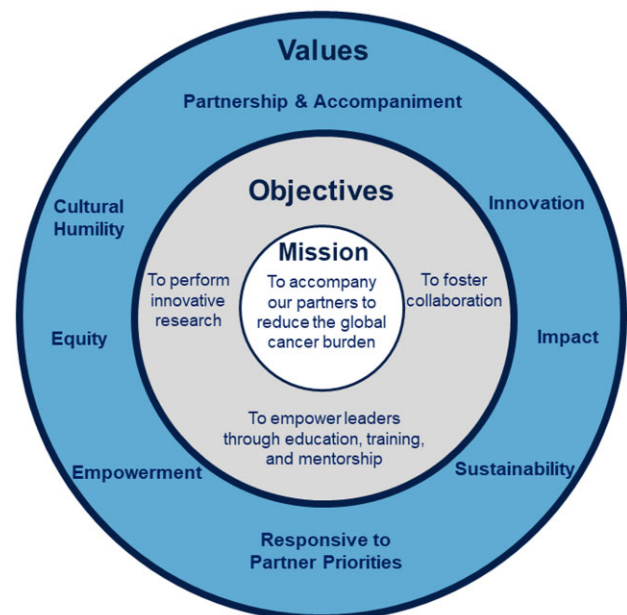 Values
Partnership & Accompaniment
Cultural
Humility
Innovation
Equity
Impact
Empowerment
Sustainability
Responsive to
Partner Priorities
Objectives
To perform
innovative
research
To foster
collaboration
To empower leaders
through education, training,
and mentorship
Mission
To accompany
our partners to
reduce the global
cancer burden